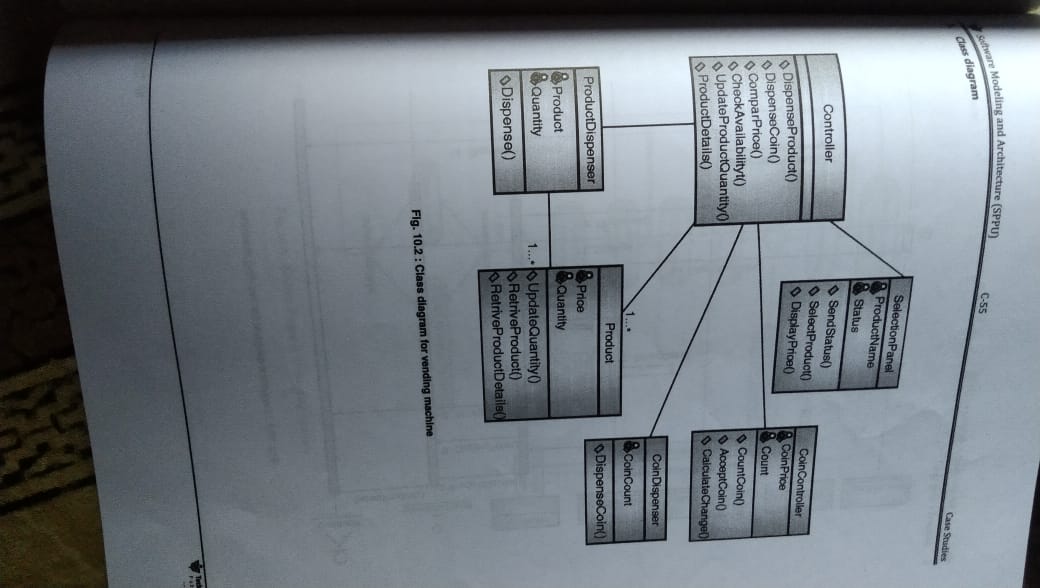 Software Modeling and Architecture (SPPU)
C-55
Case Studies
Class diagram
SelectionPanel
ProductName
Status
SendStatus()
SelectProduct()
DisplayPrice()
Controller
DispenseProduct()
DispenseCoin()
ComparPrice()
CheckAvailabilityt()
UpdateProductQuantity()
ProductDetails()
CoinController
CoinPrice
Count
CountCoin()
AcceptCoin()
CalculateChange()
CoinDispenser
CoinCount
DispenseCoin()
1...*
Product
Price
Quantity
UpdateQuantity()
RetriveProduct()
RetriveProductDetails()
ProductDispenser
Product
Quantity
Dispense()
1...*
Fig. 10.2 : Class diagram for vending machine